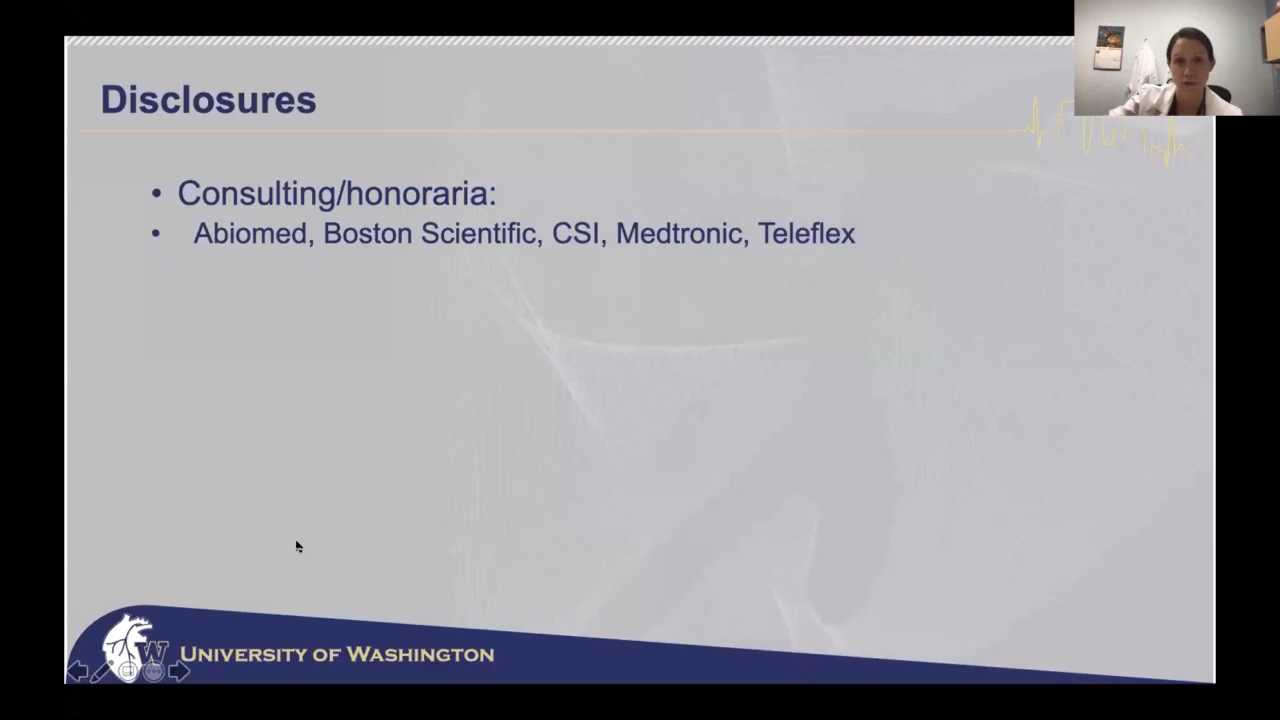 Disclosures
• Consulting/honoraria:
• Abiomed, Boston Scientific, CSI, Medtronic, Teleflex
W
UNIVERSITY OF WASHINGTON